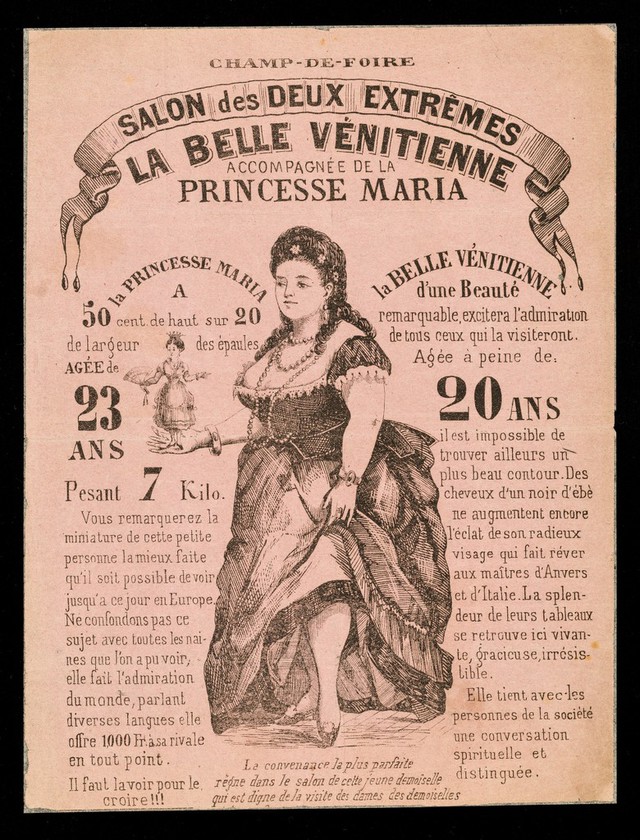 CHAMP-DE-FOIRE
SALON des DEUX EXTRÊMES
LA BELLE VÉNITIENNE
ACCOMPAGNÉE DE LA
PRINCESSE MARIA
la PRINCESSE MARIA
A
50 cent. de haut sur 20
de largeur des épaules
AGÉE de
23
ANS
Pesant 7 Kilo.
Vous remarquerez la
miniature de cette petite
personne la mieux faite
qu'il soit possible de voir
jusqu'a ce jour en Europe.
Ne confondons pas ce
sujet avec toutes les nai-
nes que l'on a pu voir,
elle fait l'admiration
du monde, parlant
diverses langues elle
offre 1000 Fr. à sa rivale
en tout point.
Il faut la voir pour le
croire!!!
la BELLE VÉNITIENNE
d'une Beauté
remarquable, excitera l'admiration
de tous ceux qui la visiteront.
Agée à peine de:
20 ANS
il est impossible de
trouver ailleurs un
plus beau contour. Des
cheveux d'un noir d'ébè
ne augmentent encore
l'éclat de son radieux
visage qui fait rêver
aux maîtres d'Anvers
et d'Italie. La splen-
deur de leurs tableaux
se retrouve ici vivan-
te, gracieuse, irrésis-
tible.
Elle tient avec les
personnes de la société
une conversation
spirituelle et
distinguée.
La convenance la plus parfaite
règne dans le salon de cette jeune demoiselle
qui est digne de la visite des dames des demoiselles